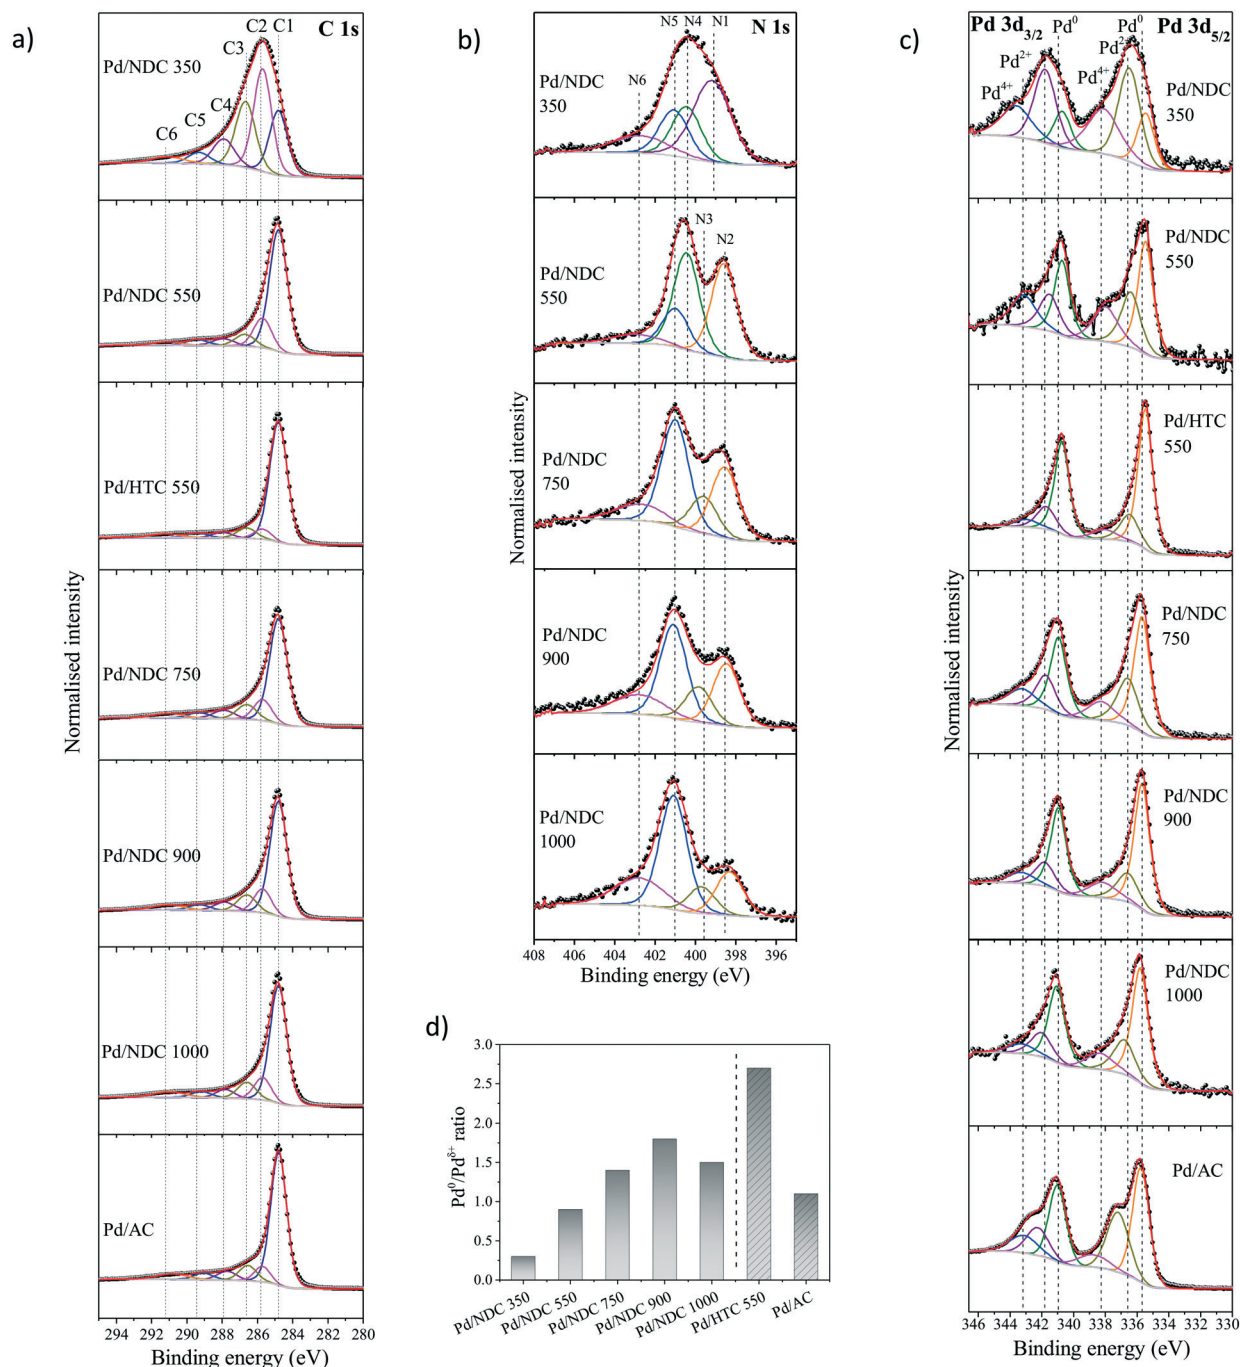 a)
C 1s
C1
C2
C3
C4
C5
C6
Pd/NDC 350
Pd/NDC 550
Pd/HTC 550
Pd/NDC 750
Pd/NDC 900
Pd/NDC 1000
Pd/AC
Normalised intensity
294 292 290 288 286 284 282 280
Binding energy (eV)
b)
N 1s
N5 N4 N1
N6
Pd/NDC
350
N3
N2
Pd/NDC
550
Pd/NDC
750
Pd/NDC
900
Pd/NDC
1000
Normalised intensity
408 406 404 402 400 398 396
Binding energy (eV)
c)
Pd 3d3/2
Pd0
Pd2+
Pd4+
Pd 3d5/2
Pd0
Pd2
Pd4+
Pd/NDC
350
Pd/NDC
550
Pd/HTC
550
Pd/NDC
750
Pd/NDC
900
Pd/NDC
1000
Pd/AC
Normalised intensity
346 344 342 340 338 336 334 332 330
Binding energy (eV)
d)
3.0
2.5
2.0
1.5
1.0
0.5
0.0
Pd0/Pdδ+ ratio
Pd/NDC 350
Pd/NDC 550
Pd/NDC 750
Pd/NDC 900
Pd/NDC 1000
Pd/HTC 550
Pd/AC